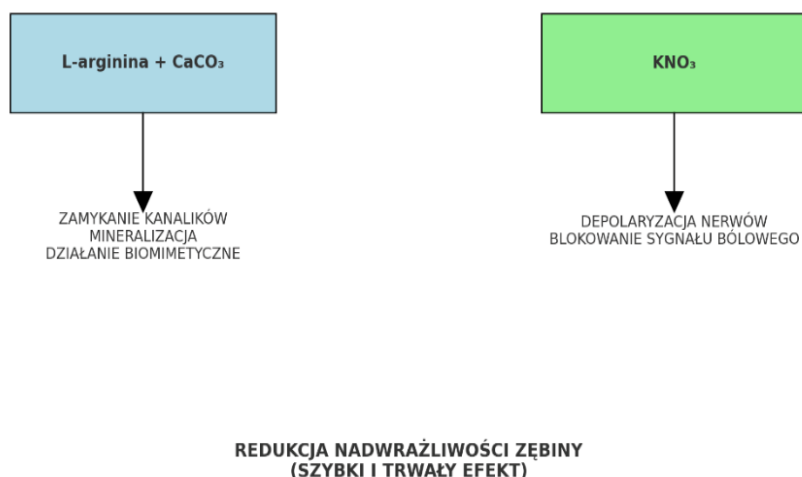 L-arginina + CaCO₃
KNO₃
ZAMYKANIE KANALIKÓW
MINERALIZACJA
DZIAŁANIE BIOMIMETYCZNE
DEPOLARYZACJA NERWÓW
BLOKOWANIE SYGNAŁU BÓLOWEGO
REDUKCJA NADWRAŻLIWOŚCI ZĘBINY
(SZYBKI I TRWAŁY EFEKT)